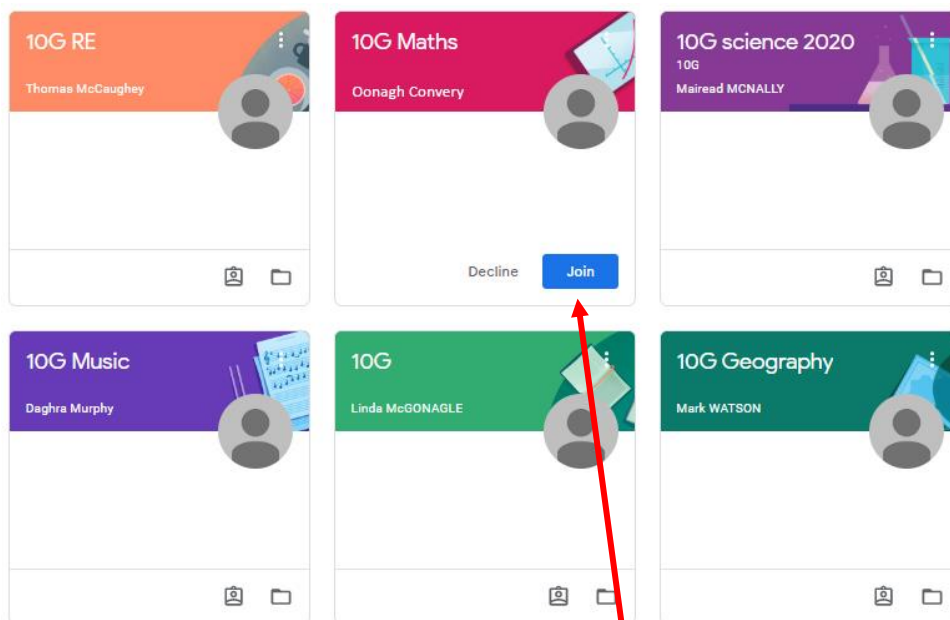 10G RE
Thomas McCaughey
10G Maths
Oonagh Convery
Decline
Join
10G science 2020
10G
Mairead MCNALLY
10G Music
Daghra Murphy
10G
Linda McGONAGLE
10G Geography
Mark WATSON